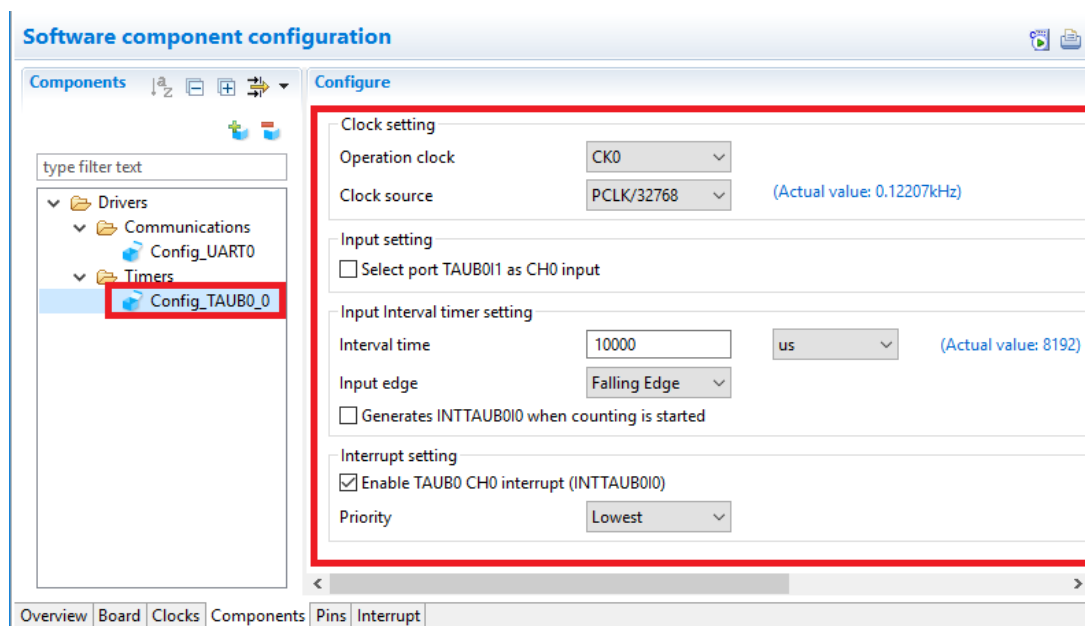 Software component configuration
Components
Configure
type filter text
Drivers
Communications
Config_UART0
Timers
Config_TAUB0_0
Clock setting
Operation clock CK0
Clock source PCLK/32768 (Actual value: 0.12207kHz)
Input setting
Select port TAUB0I1 as CH0 input
Input Interval timer setting
Interval time 10000 us (Actual value: 8192)
Input edge Falling Edge
Generates INTTAUB0I0 when counting is started
Interrupt setting
Enable TAUB0 CH0 interrupt (INTTAUB0I0)
Priority Lowest
Overview Board Clocks Components Pins Interrupt